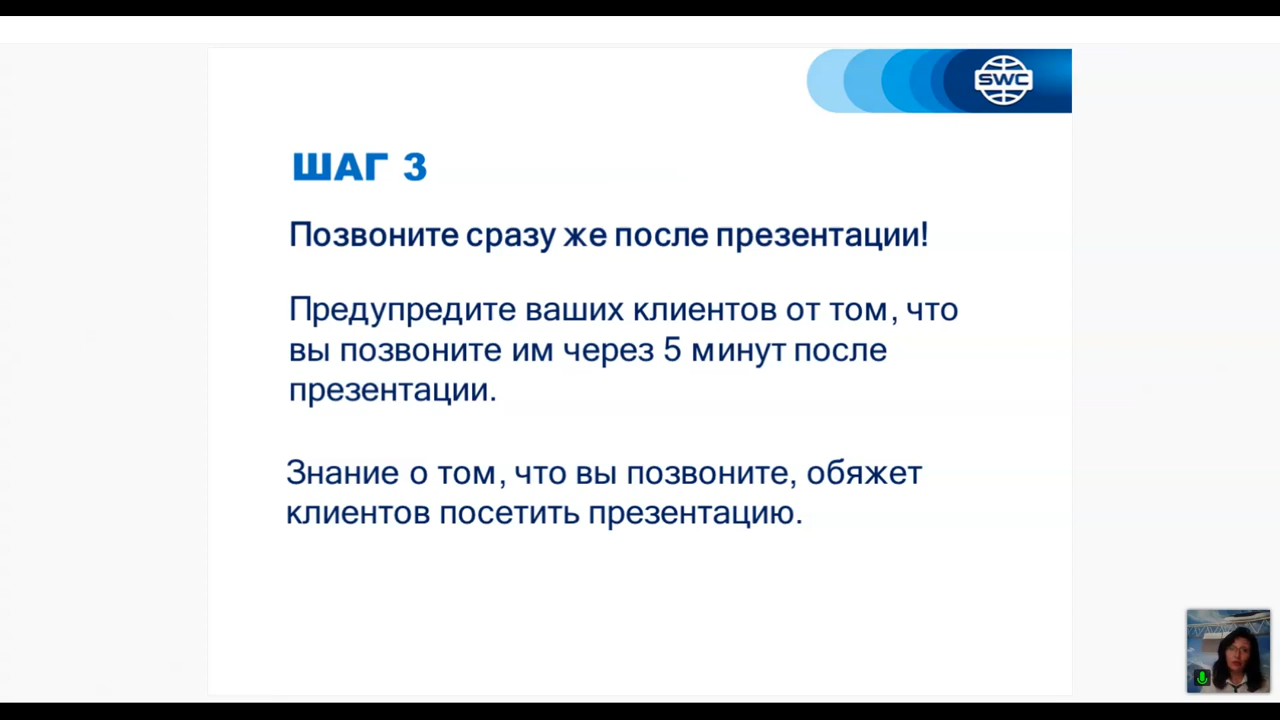 SWC
ШАГ 3
Позвоните сразу же после презентации!
Предупредите ваших клиентов от том, что
вы позвоните им через 5 минут после
презентации.
Знание о том, что вы позвоните, обяжет
клиентов посетить презентацию.